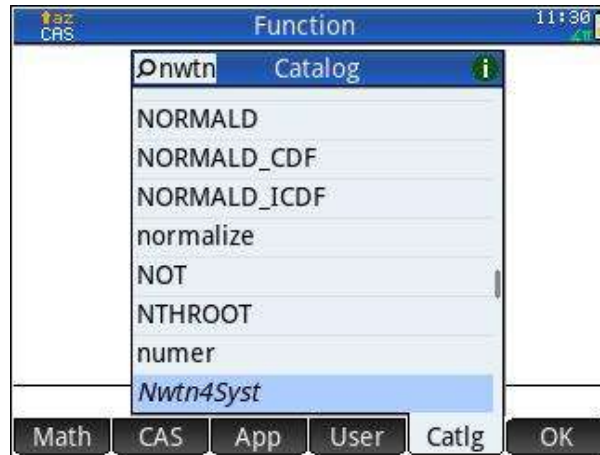 ↑az
CAS
Function
11:30
∡π
nwtn
Catalog
i
NORMALD
NORMALD_CDF
NORMALD_ICDF
normalize
NOT
NTHROOT
numer
Nwtn4Syst
Math CAS App User Catlg OK